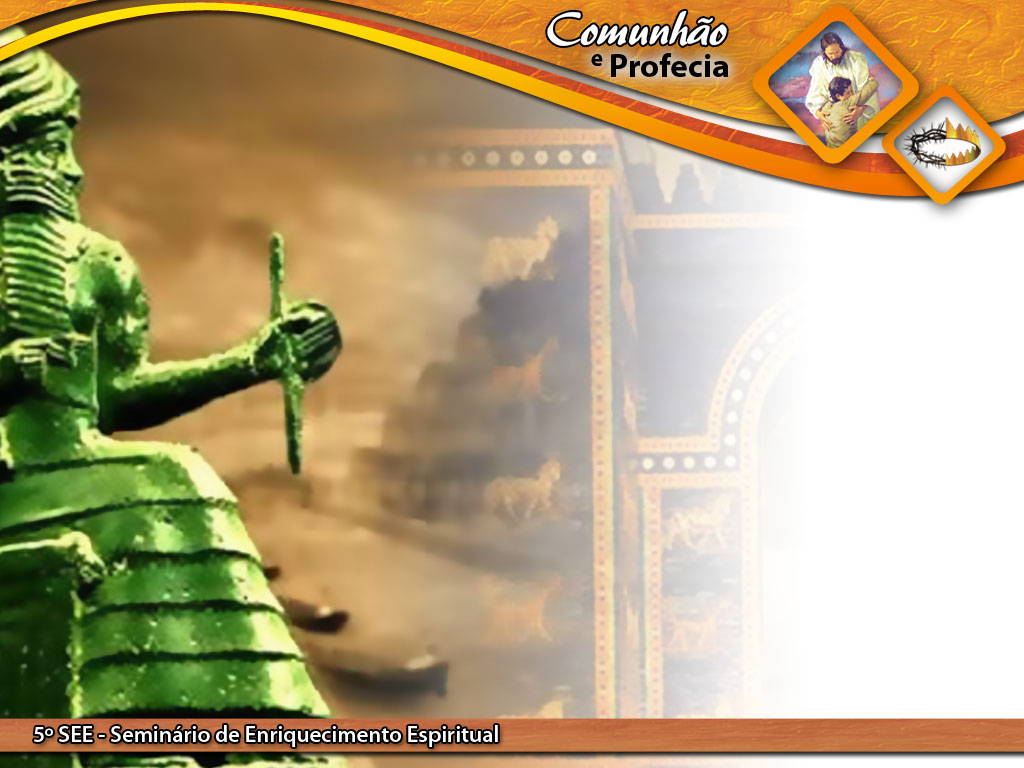 Comunhão
e Profecia
5º SEE - Seminário de Enriquecimento Espiritual